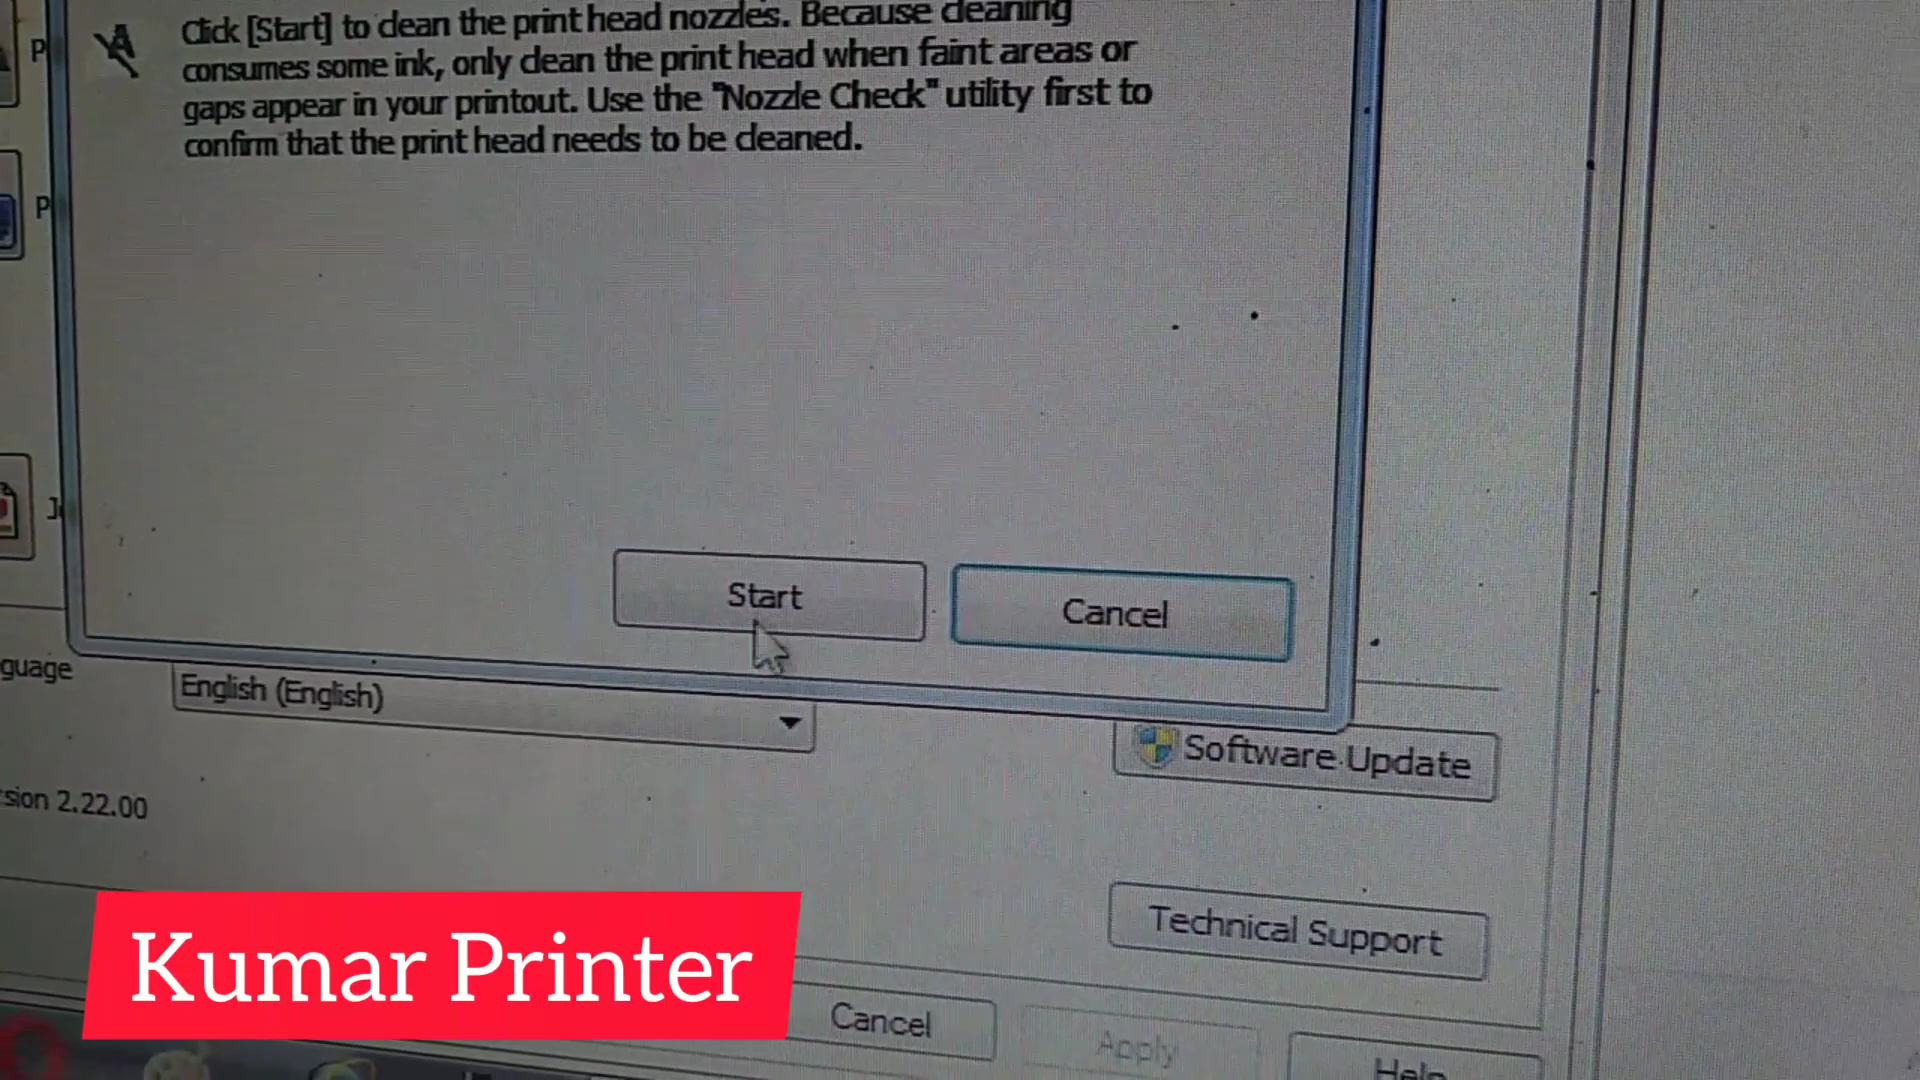 Click [Start] to clean the print head nozzles. Because cleaning
consumes some ink, only clean the print head when faint areas or
gaps appear in your printout. Use the "Nozzle Check" utility first to
confirm that the print head needs to be cleaned.
P
P
Start
Cancel
guage
English (English)
Software Update
sion 2.22.00
Technical Support
Kumar Printer
Cancel
Apply
Help